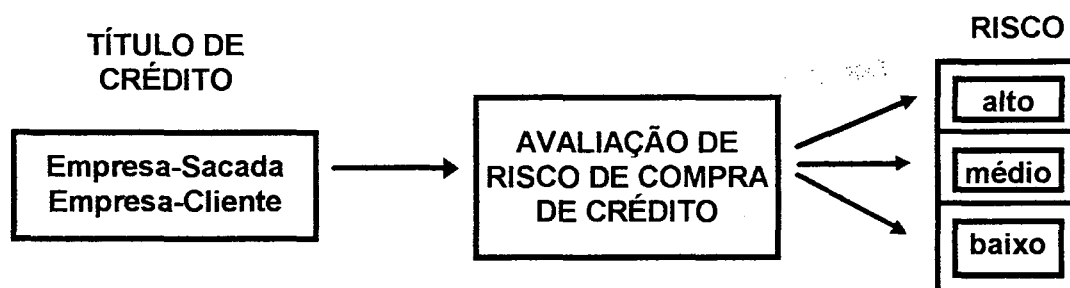 TÍTULO DE
CRÉDITO
Empresa-Sacada
Empresa-Cliente
AVALIAÇÃO DE
RISCO DE COMPRA
DE CRÉDITO
RISCO
alto
médio
baixo